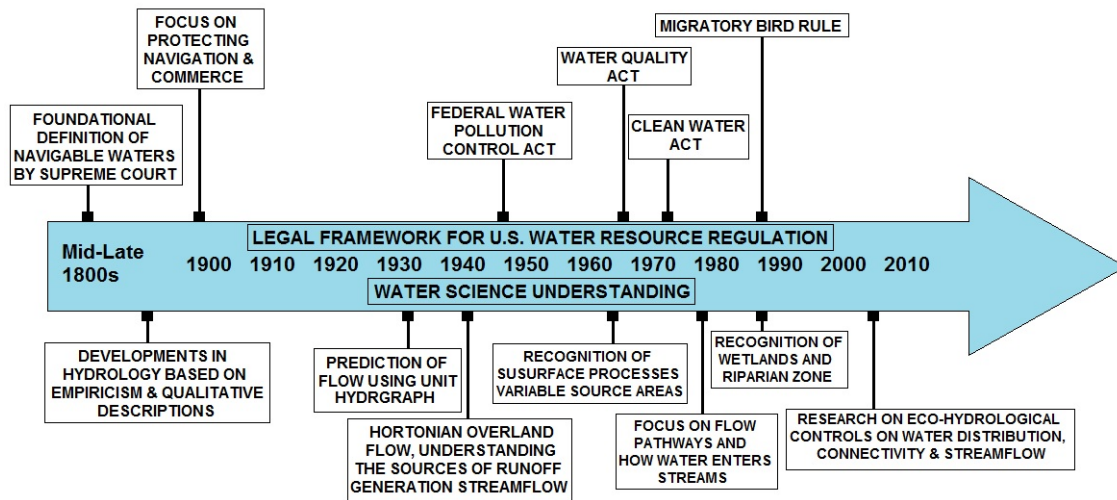 FOCUS ON
PROTECTING
NAVIGATION &
COMMERCE
FOUNDATIONAL
DEFINITION OF
NAVIGABLE WATERS
BY SUPREME COURT
FEDERAL WATER
POLLUTION
CONTROL ACT
WATER QUALITY
ACT
CLEAN WATER
ACT
MIGRATORY BIRD RULE
LEGAL FRAMEWORK FOR U.S. WATER RESOURCE REGULATION
Mid-Late
1800s
1900 1910 1920 1930 1940 1950 1960 1970 1980 1990 2000 2010
WATER SCIENCE UNDERSTANDING
DEVELOPMENTS IN
HYDROLOGY BASED ON
EMPIRICISM & QUALITATIVE
DESCRIPTIONS
PREDICTION OF
FLOW USING UNIT
HYDRGRAPH
HORTONIAN OVERLAND
FLOW, UNDERSTANDING
THE SOURCES OF RUNOFF
GENERATION STREAMFLOW
RECOGNITION OF
SUSURFACE PROCESSES
VARIABLE SOURCE AREAS
FOCUS ON FLOW
PATHWAYS AND
HOW WATER ENTERS
STREAMS
RECOGNITION OF
WETLANDS AND
RIPARIAN ZONE
RESEARCH ON ECO-HYDROLOGICAL
CONTROLS ON WATER DISTRIBUTION,
CONNECTIVITY & STREAMFLOW